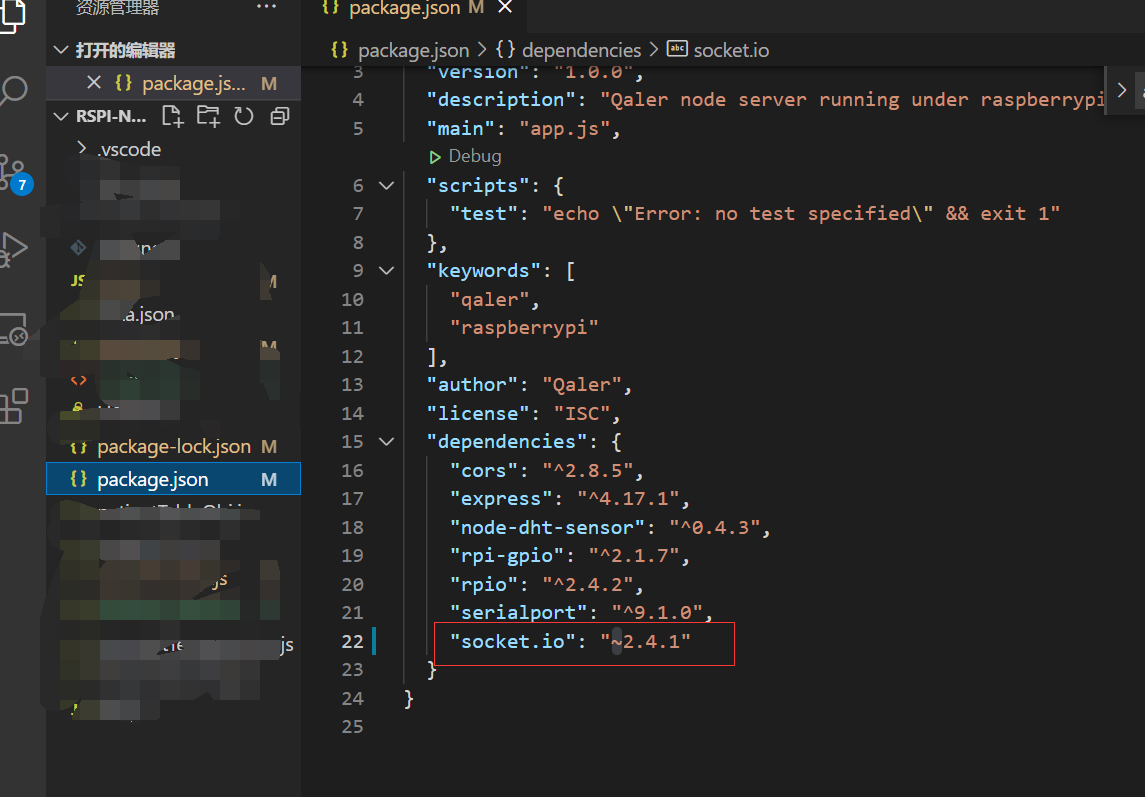 资源管理器
打开的编辑器
package.js... M
RSPI-N...
.vscode
7
JS M
a.json
M
package-lock.json M
package.json M
js
js
package.json M
package.json > {} dependencies > abc socket.io
3 "version": "1.0.0",
4 "description": "Qaler node server running under raspberrypi
5 "main": "app.js",
Debug
6 "scripts": {
7 "test": "echo \"Error: no test specified\" && exit 1"
8 },
9 "keywords": [
10 "qaler",
11 "raspberrypi"
12 ],
13 "author": "Qaler",
14 "license": "ISC",
15 "dependencies": {
16 "cors": "^2.8.5",
17 "express": "^4.17.1",
18 "node-dht-sensor": "^0.4.3",
19 "rpi-gpio": "^2.1.7",
20 "rpio": "^2.4.2",
21 "serialport": "^9.1.0",
22 "socket.io": "~2.4.1"
23 }
24 }
25